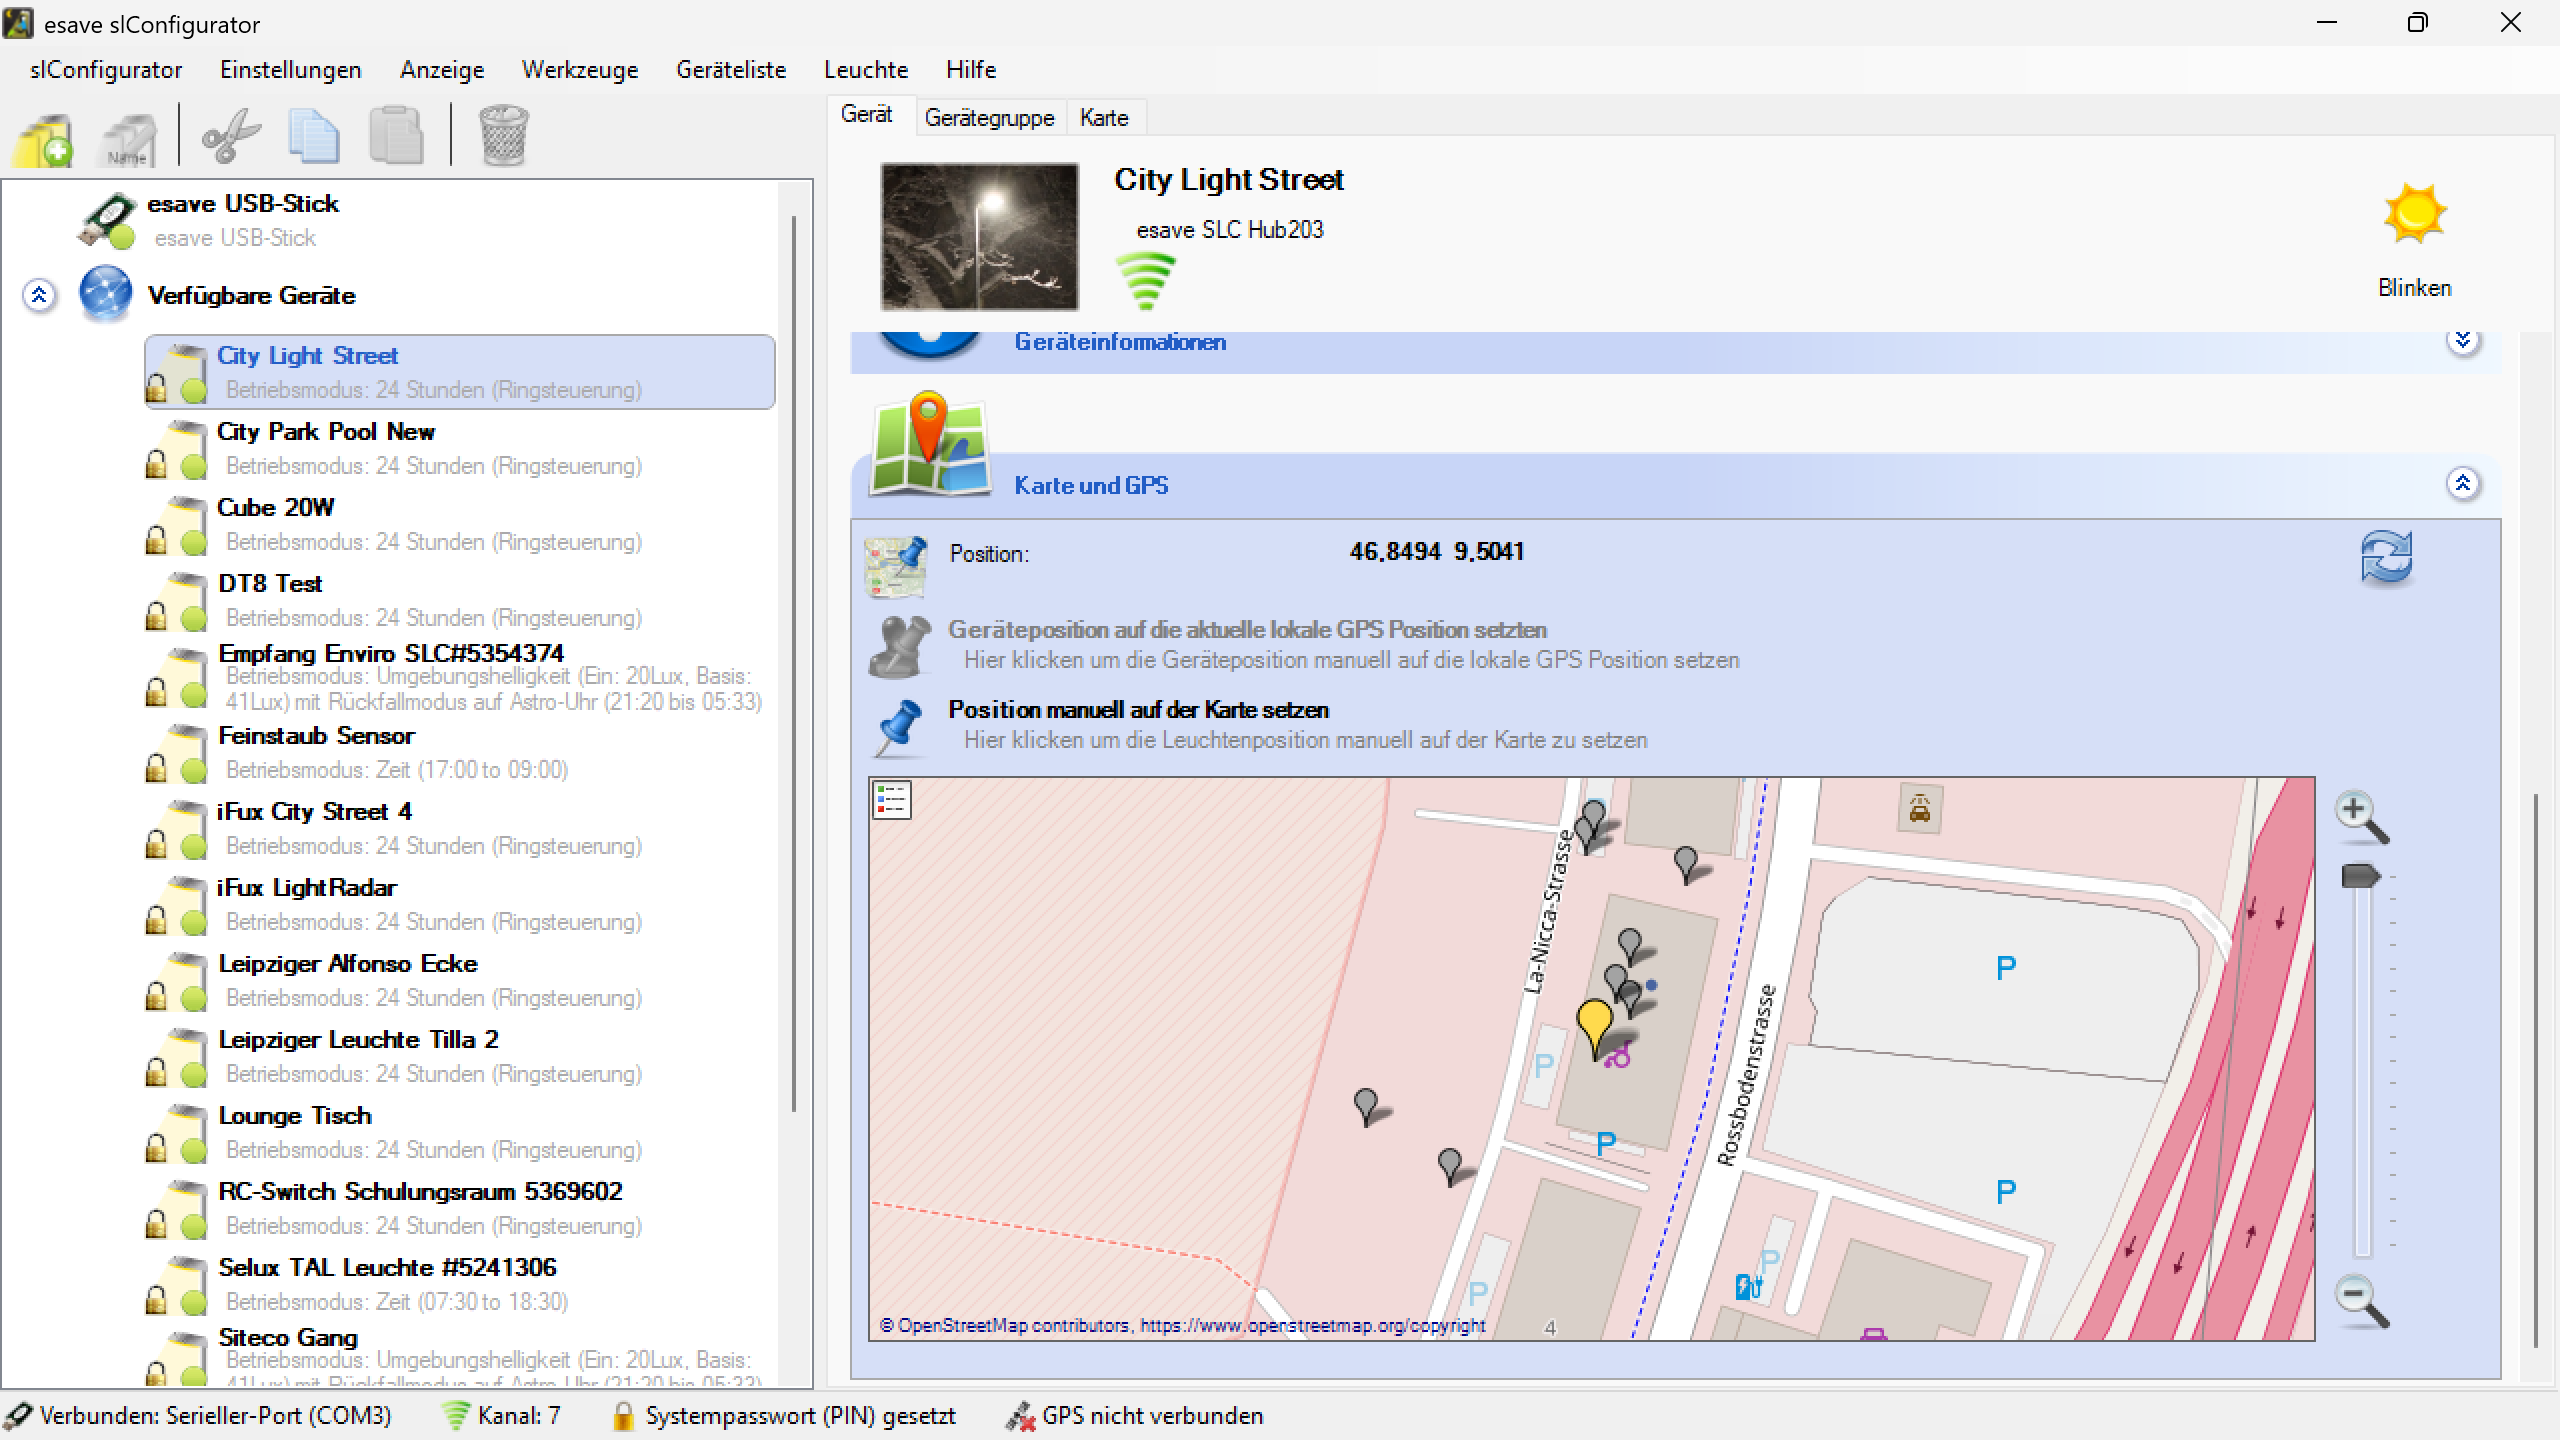 esave slConfigurator
slConfigurator Einstellungen Anzeige Werkzeuge Geräteliste Leuchte Hilfe
Name
esave USB-Stick
esave USB-Stick
Verfügbare Geräte
City Light Street
Betriebsmodus: 24 Stunden (Ringsteuerung)
City Park Pool New
Betriebsmodus: 24 Stunden (Ringsteuerung)
Cube 20W
Betriebsmodus: 24 Stunden (Ringsteuerung)
DT8 Test
Betriebsmodus: 24 Stunden (Ringsteuerung)
Empfang Enviro SLC#5354374
Betriebsmodus: Umgebungshelligkeit (Ein: 20Lux, Basis:
41Lux) mit Rückfallmodus auf Astro-Uhr (21:20 bis 05:33)
Feinstaub Sensor
Betriebsmodus: Zeit (17:00 to 09:00)
iFux City Street 4
Betriebsmodus: 24 Stunden (Ringsteuerung)
iFux LightRadar
Betriebsmodus: 24 Stunden (Ringsteuerung)
Leipziger Alfonso Ecke
Betriebsmodus: 24 Stunden (Ringsteuerung)
Leipziger Leuchte Tilla 2
Betriebsmodus: 24 Stunden (Ringsteuerung)
Lounge Tisch
Betriebsmodus: 24 Stunden (Ringsteuerung)
RC-Switch Schulungsraum 5369602
Betriebsmodus: 24 Stunden (Ringsteuerung)
Selux TAL Leuchte #5241306
Betriebsmodus: Zeit (07:30 to 18:30)
Siteco Gang
Betriebsmodus: Umgebungshelligkeit (Ein: 20Lux, Basis:
41Lux) mit Rückfallmodus auf Astro-Uhr (21:20 bis 05:33)
Gerät Gerätegruppe Karte
City Light Street
esave SLC Hub203
Blinken
Geräteinformationen
Karte und GPS
Position: 46.8494 9.5041
Geräteposition auf die aktuelle lokale GPS Position setzten
Hier klicken um die Geräteposition manuell auf die lokale GPS Position setzen
Position manuell auf der Karte setzen
Hier klicken um die Leuchtenposition manuell auf der Karte zu setzen
La-Nicca-Strasse
Rossbodenstrasse
P
P
P
P
P
P
4
© OpenStreetMap contributors, https://www.openstreetmap.org/copyright
Verbunden: Serieller-Port (COM3) Kanal: 7 Systempasswort (PIN) gesetzt GPS nicht verbunden